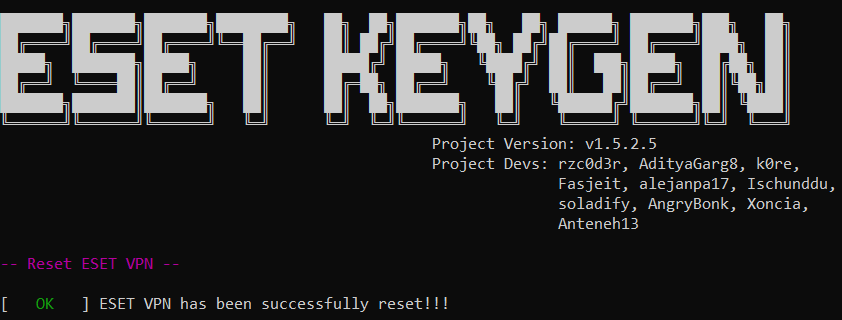 ESET KEYGEN
Project Version: v1.5.2.5
Project Devs: rzc0d3r, AdityaGarg8, k0re,
Fasjeit, alejanpa17, Ischunddu,
soladify, AngryBonk, Xoncia,
Anteneh13
-- Reset ESET VPN --
[ OK ] ESET VPN has been successfully reset!!!